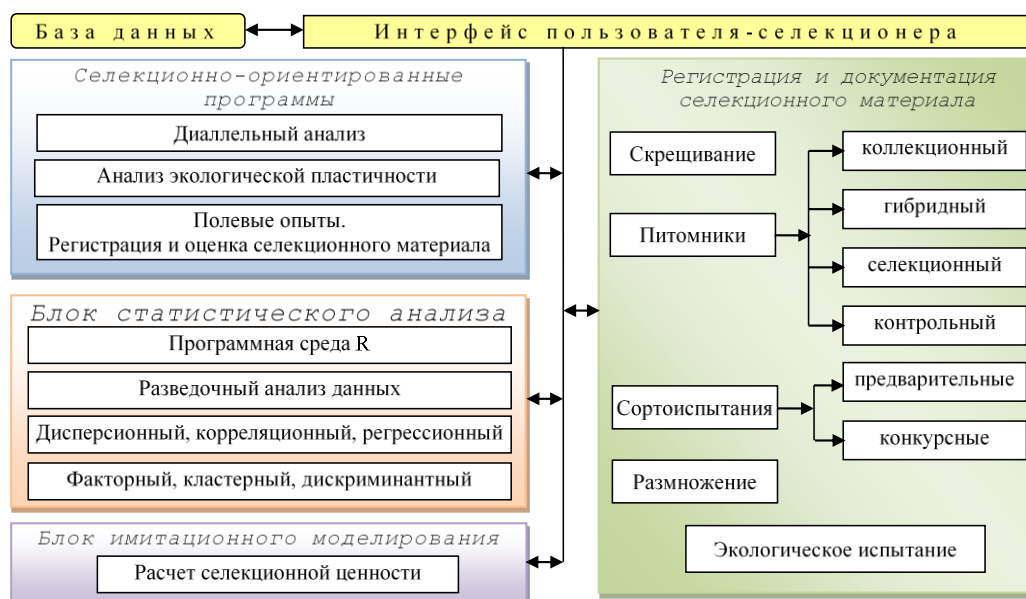 База данных
Интерфейс пользователя-селекционера
Селекционно-ориентированные
программы
Диаллельный анализ
Анализ экологической пластичности
Полевые опыты.
Регистрация и оценка селекционного материала
Блок статистического анализа
Программная среда R
Разведочный анализ данных
Дисперсионный, корреляционный, регрессионный
Факторный, кластерный, дискриминантный
Блок имитационного моделирования
Расчет селекционной ценности
Регистрация и документация
селекционного материала
Скрещивание
Питомники
коллекционный
гибридный
селекционный
контрольный
Сортоиспытания
предварительные
конкурсные
Размножение
Экологическое испытание